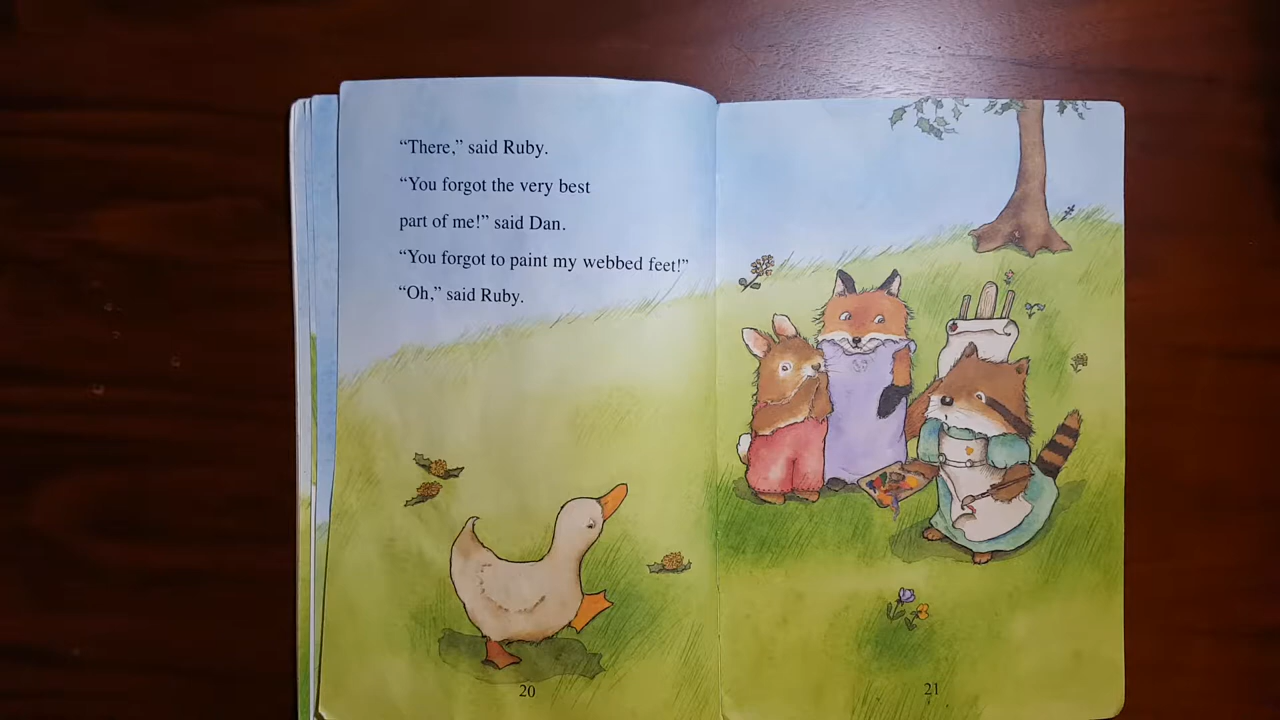 “There,” said Ruby.
“You forgot the very best
part of me!” said Dan.
“You forgot to paint my webbed feet!”
“Oh,” said Ruby.
20
21